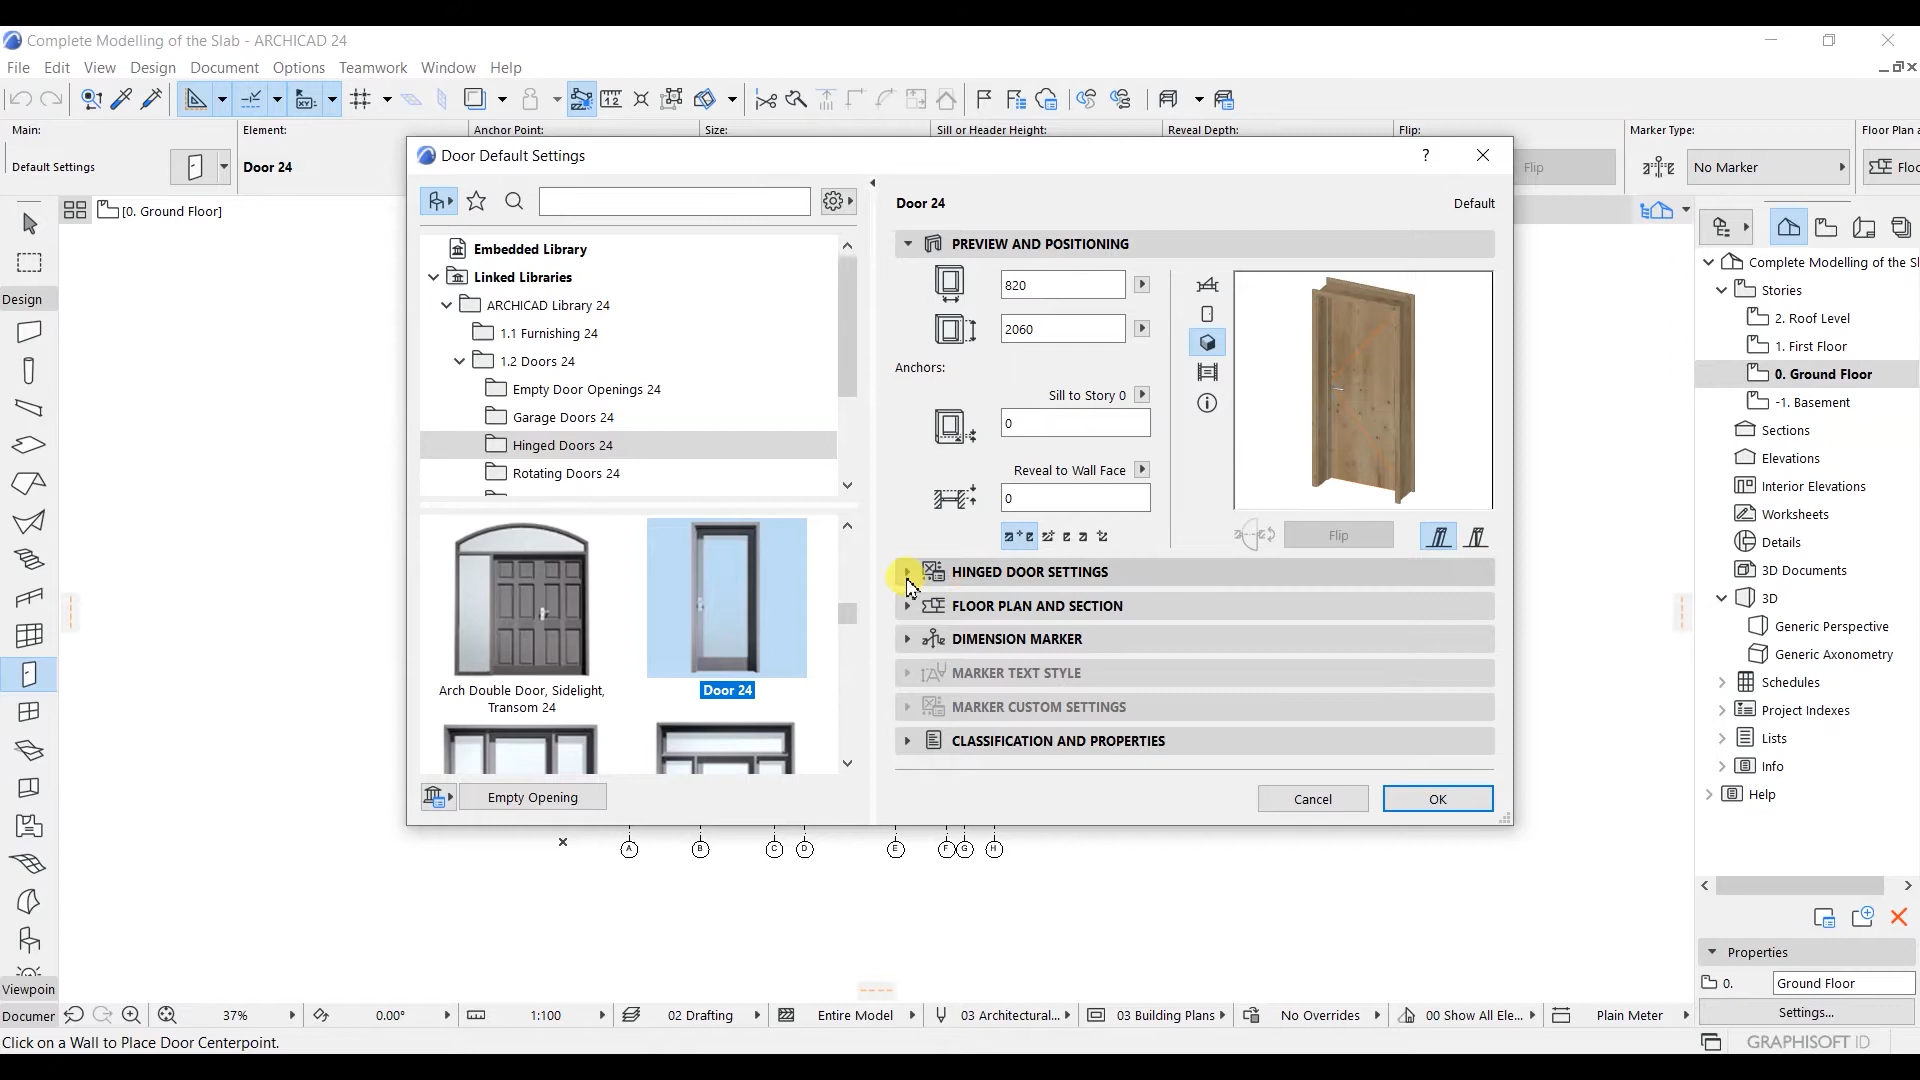 Complete Modelling of the Slab - ARCHICAD 24
File Edit View Design Document Options Teamwork Window Help
Main: Element: Anchor Point: Size: Sill or Header Height: Reveal Depth: Flip: Marker Type: Floor Plan a
Default Settings Door 24 Flip No Marker Floo
[0. Ground Floor]
Door Default Settings
?
Embedded Library
Linked Libraries
ARCHICAD Library 24
1.1 Furnishing 24
1.2 Doors 24
Empty Door Openings 24
Garage Doors 24
Hinged Doors 24
Rotating Doors 24
Arch Double Door, Sidelight,
Transom 24
Door 24
Empty Opening
Door 24 Default
PREVIEW AND POSITIONING
820
2060
Anchors:
Sill to Story 0
0
Reveal to Wall Face
0
Flip
HINGED DOOR SETTINGS
FLOOR PLAN AND SECTION
DIMENSION MARKER
MARKER TEXT STYLE
MARKER CUSTOM SETTINGS
CLASSIFICATION AND PROPERTIES
Cancel OK
A B C D E F G H
Design
Viewpoin
Documer
Complete Modelling of the Sl
Stories
2. Roof Level
1. First Floor
0. Ground Floor
-1. Basement
Sections
Elevations
Interior Elevations
Worksheets
Details
3D Documents
3D
Generic Perspective
Generic Axonometry
Schedules
Project Indexes
Lists
Info
Help
Properties
0. Ground Floor
Settings...
37% 0.00° 1:100 02 Drafting Entire Model 03 Architectural... 03 Building Plans No Overrides 00 Show All Ele... Plain Meter
Click on a Wall to Place Door Centerpoint.
GRAPHISOFT ID